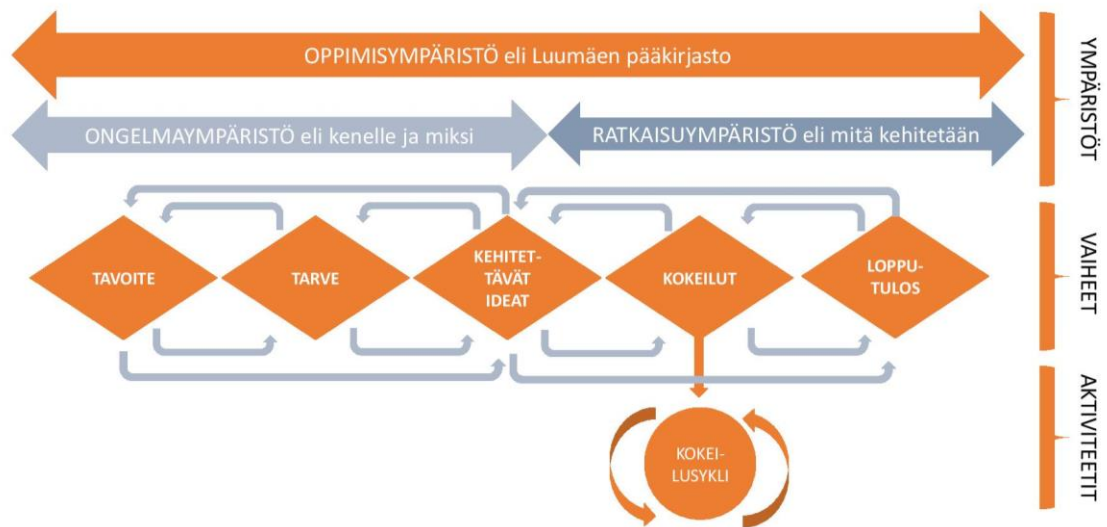 OPPIMISYMPÄRISTÖ eli Luumäen pääkirjasto
ONGELMAYMPÄRISTÖ eli kenelle ja miksi
RATKAISUYMPÄRISTÖ eli mitä kehitetään
YMPÄRISTÖT
TAVOITE
TARVE
KEHITET-
TÄVÄT
IDEAT
KOKEILUT
LOPPU-
TULOS
VAIHEET
KOKEI-
LUSYKLI
AKTIVITEETIT